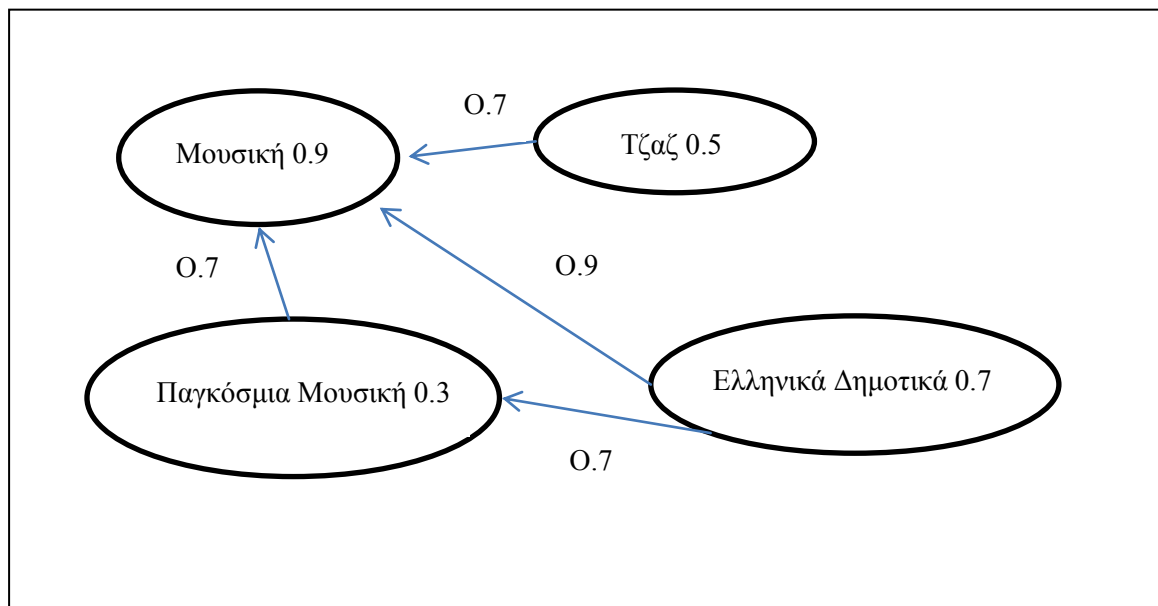 Ο.7
Μουσική 0.9
Τζαζ 0.5
Ο.7
Ο.9
Παγκόσμια Μουσική 0.3
Ελληνικά Δημοτικά 0.7
Ο.7